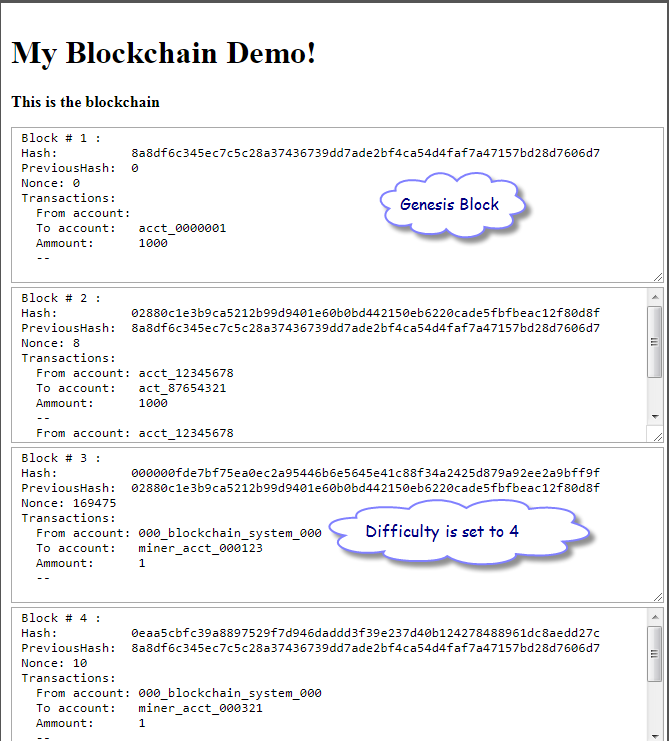 My Blockchain Demo!
This is the blockchain
Block # 1 :
Hash: 8a8df6c345ec7c5c28a37436739dd7ade2bf4ca54d4faf7a47157bd28d7606d7
PreviousHash: 0
Nonce: 0
Transactions:
From account:
To account: acct_0000001
Ammount: 1000
--
Genesis Block
Block # 2 :
Hash: 02880c1e3b9ca5212b99d9401e60b0bd442150eb6220cade5fbfbeac12f80d8f
PreviousHash: 8a8df6c345ec7c5c28a37436739dd7ade2bf4ca54d4faf7a47157bd28d7606d7
Nonce: 8
Transactions:
From account: acct_12345678
To account: act_87654321
Ammount: 1000
--
From account: acct_12345678
Block # 3 :
Hash: 000000fde7bf75ea0ec2a95446b6e5645e41c88f34a2425d879a92ee2a9bff9f
PreviousHash: 02880c1e3b9ca5212b99d9401e60b0bd442150eb6220cade5fbfbeac12f80d8f
Nonce: 169475
Transactions:
From account: 000_blockchain_system_000
To account: miner_acct_000123
Ammount: 1
--
Difficulty is set to 4
Block # 4 :
Hash: 0eaa5cbfc39a8897529f7d946daddd3f39e237d40b124278488961dc8aedd27c
PreviousHash: 8a8df6c345ec7c5c28a37436739dd7ade2bf4ca54d4faf7a47157bd28d7606d7
Nonce: 10
Transactions:
From account: 000_blockchain_system_000
To account: miner_acct_000321
Ammount: 1
--